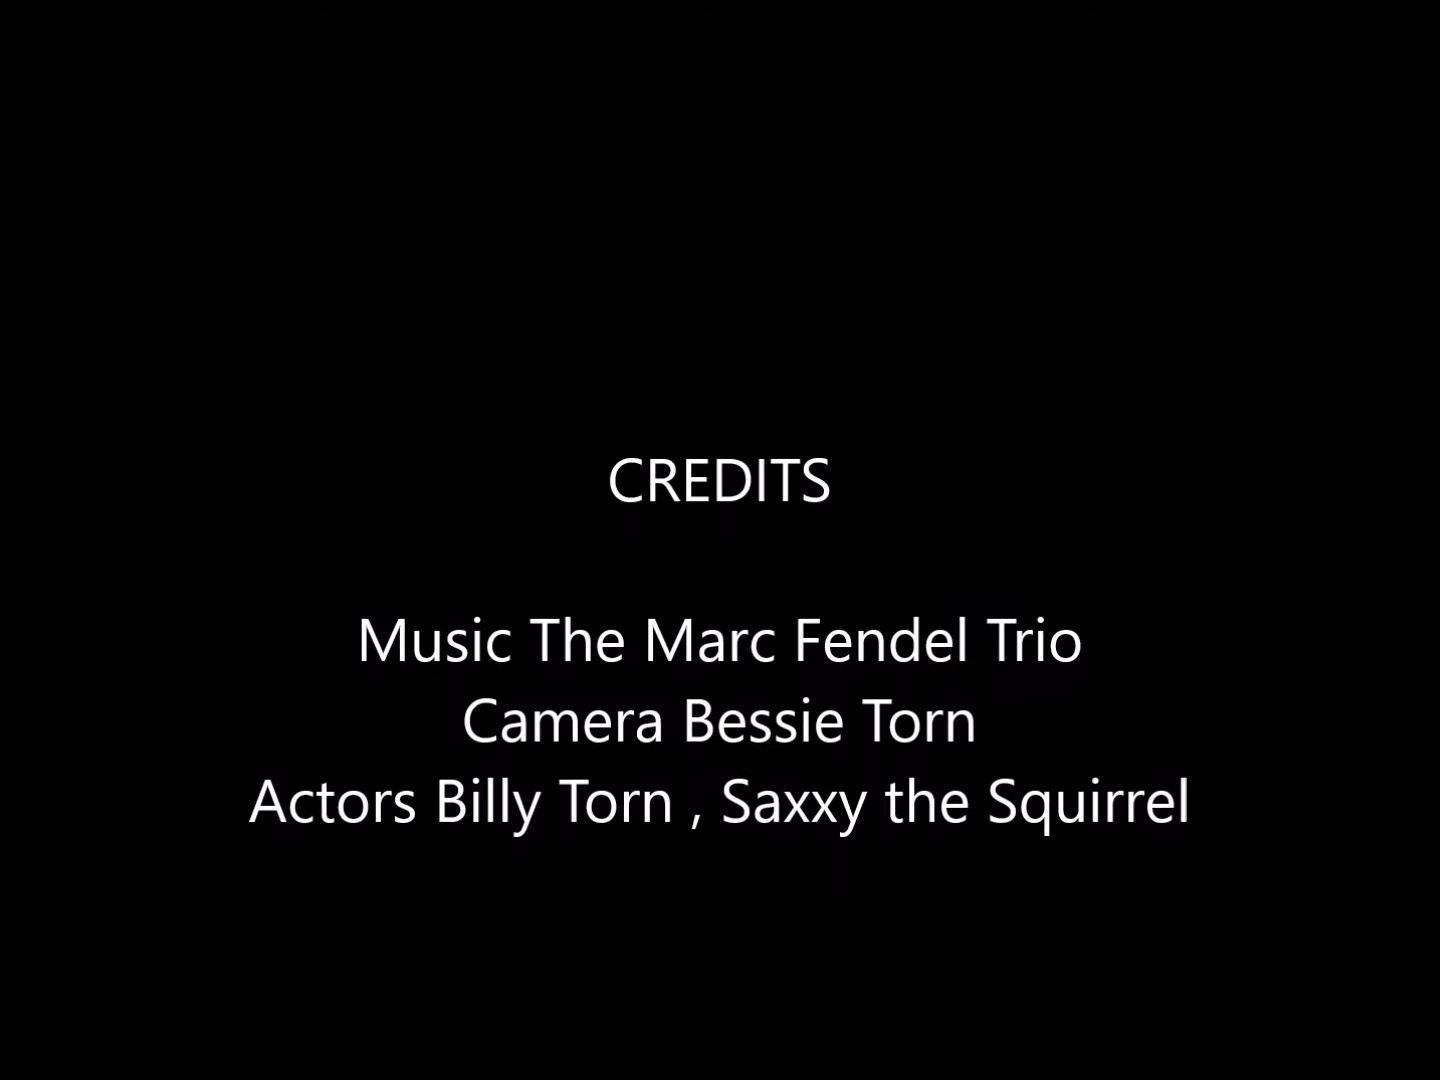 CREDITS
Music The Marc Fendel Trio
Camera Bessie Torn
Actors Billy Torn , Saxxy the Squirrel